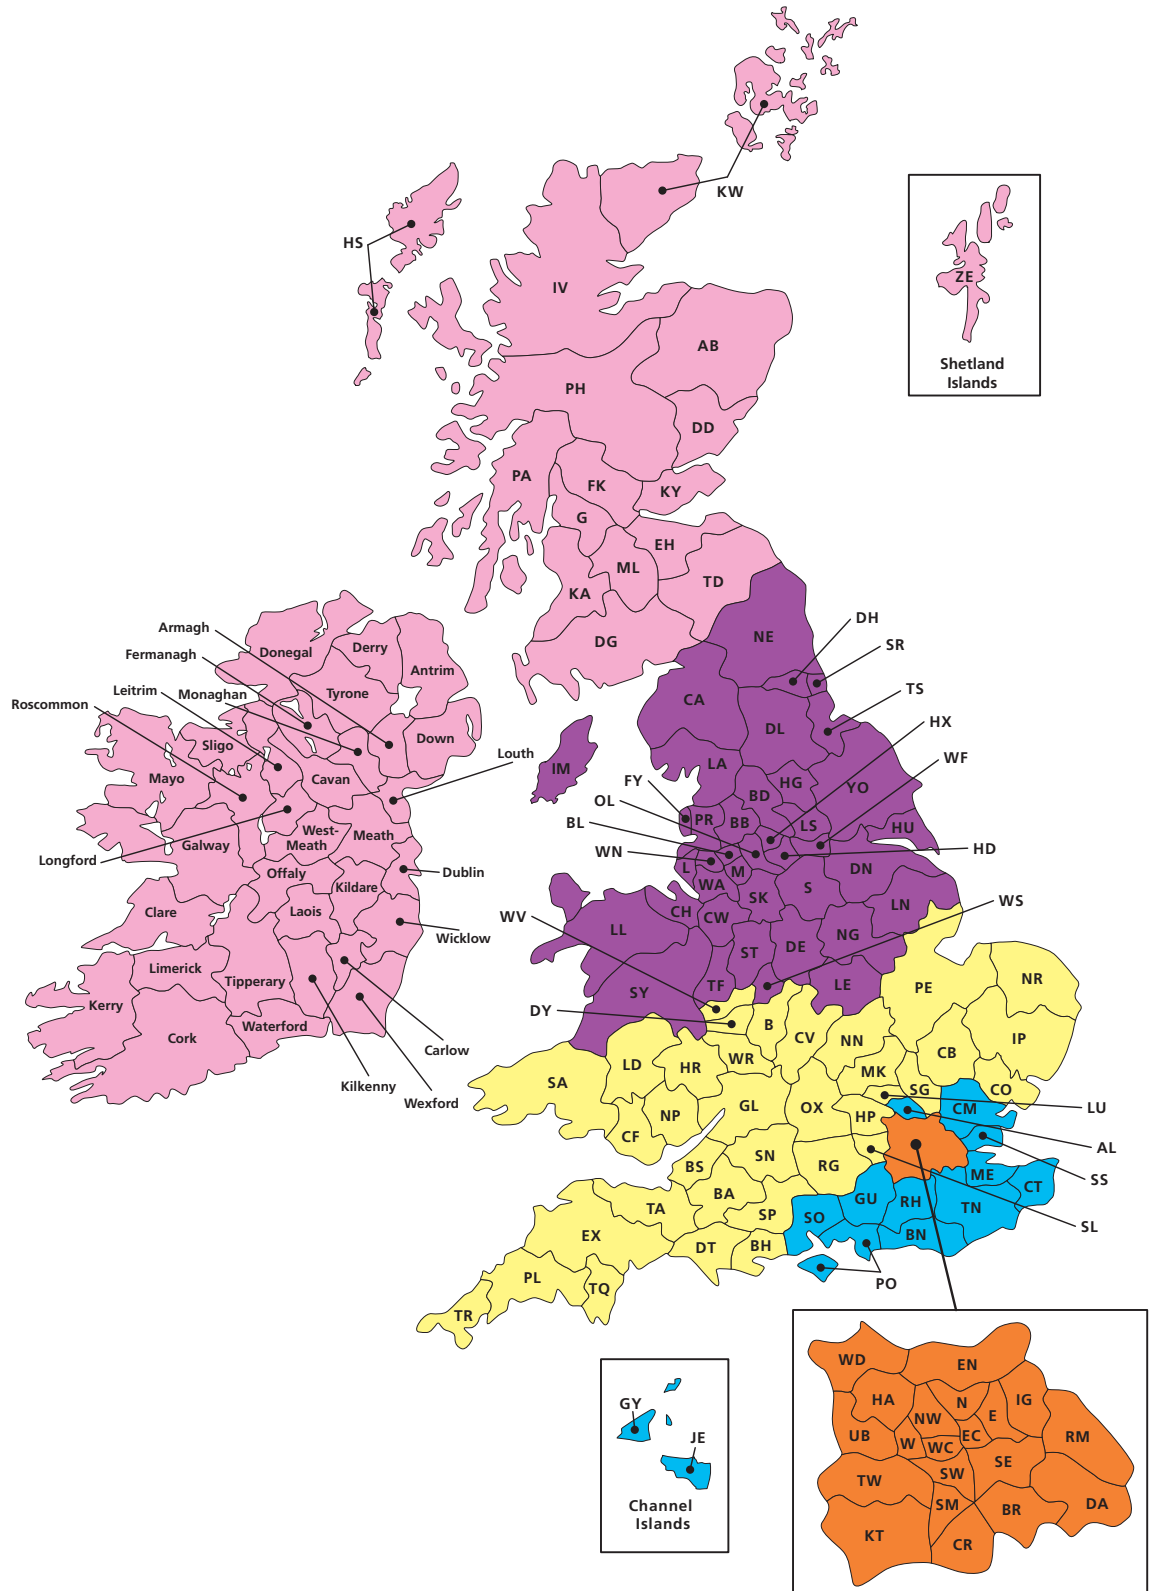 KW
HS
IV
ZE
Shetland
Islands
AB
PH
DD
PA
FK
KY
G
EH
ML
TD
KA
DG
NE
DH
SR
CA
TS
DL
HX
WF
IM
LA
HG
YO
FY
BD
OL
PR
BB
LS
HU
BL
WN
HD
L
M
WA
DN
SK
S
LN
WS
WV
CH
CW
LL
NG
DE
ST
TF
LE
SY
DY
Armagh
Fermanagh
Leitrim
Monaghan
Roscommon
Donegal
Derry
Antrim
Tyrone
Down
Sligo
Louth
Mayo
Cavan
West-
Meath
Meath
Galway
Longford
Offaly
Dublin
Kildare
Clare
Laois
Wicklow
Limerick
Tipperary
Kerry
Waterford
Cork
Carlow
Kilkenny
Wexford
PE
NR
B
CV
NN
IP
CB
WR
LD
HR
MK
SG
CO
SA
GL
OX
HP
CM
LU
NP
CF
AL
SN
BS
RG
ME
SS
CT
BA
GU
RH
TN
TA
SP
SO
SL
EX
DT
BH
BN
PL
TQ
PO
TR
GY
JE
Channel
Islands
WD
EN
HA
N
IG
NW
E
UB
W
WC
EC
RM
SW
SE
TW
SM
BR
DA
KT
CR